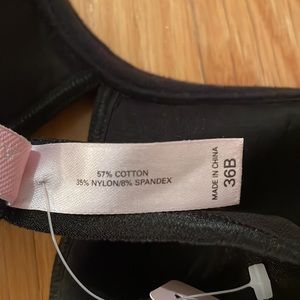 57% COTTON
35% NYLON/8% SPANDEX
MADE IN CHINA
36B